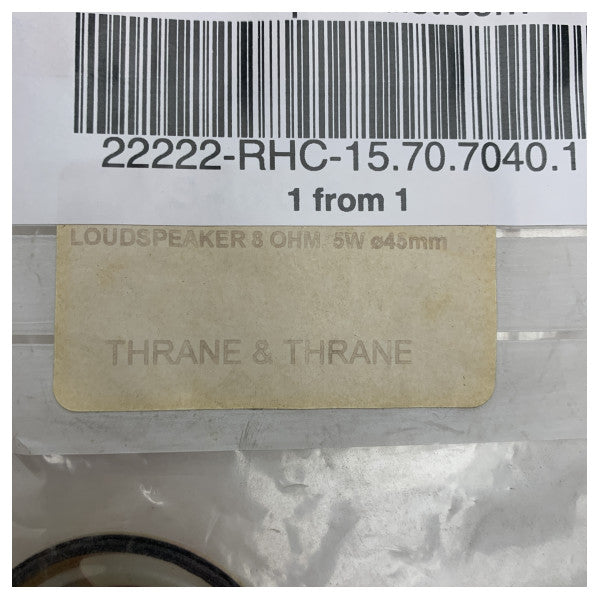 22222-RHC-15.70.7040.1
1 from 1
LOUDSPEAKER 8 OHM 5W ø45mm
THRANE & THRANE